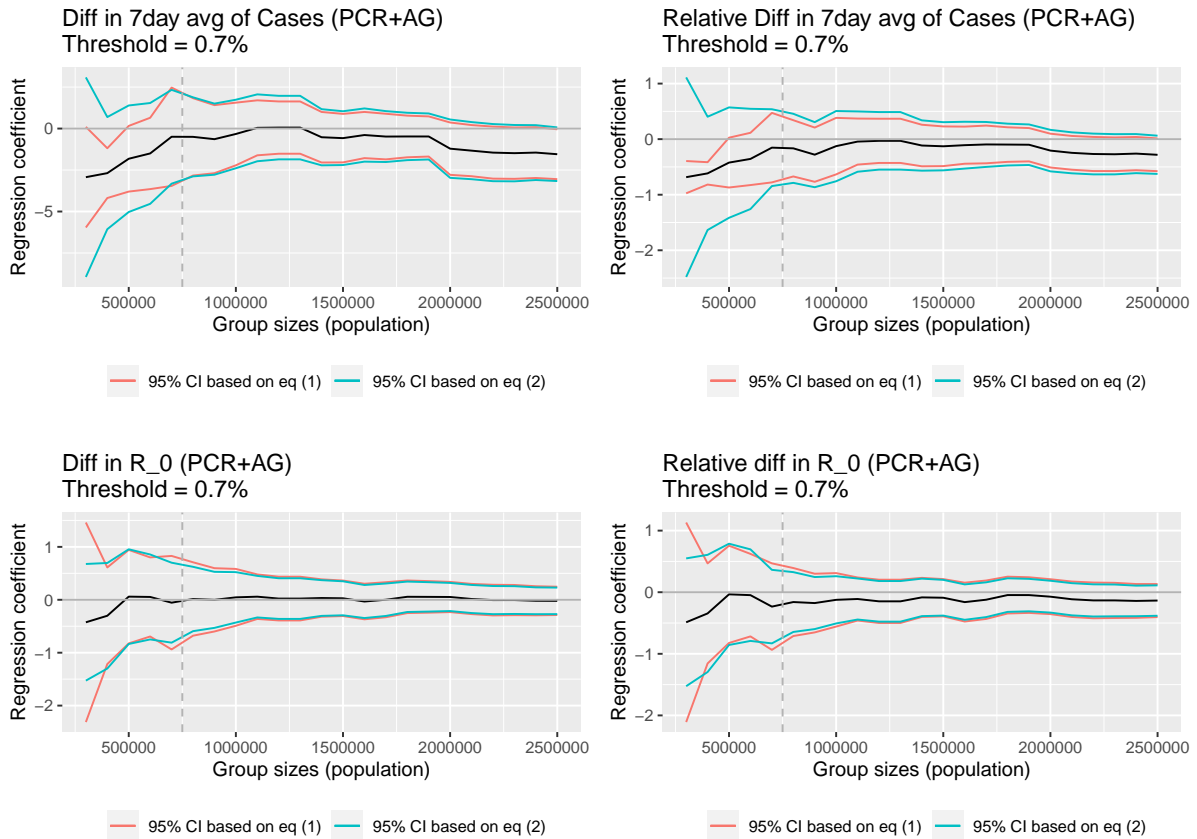 Diff in 7day avg of Cases (PCR+AG)
Threshold = 0.7%
Regression coefficient
0
−5
500000 1000000 1500000 2000000 2500000
Group sizes (population)
95% CI based on eq (1) 95% CI based on eq (2)
Relative Diff in 7day avg of Cases (PCR+AG)
Threshold = 0.7%
Regression coefficient
1
0
−1
−2
500000 1000000 1500000 2000000 2500000
Group sizes (population)
95% CI based on eq (1) 95% CI based on eq (2)
Diff in R_0 (PCR+AG)
Threshold = 0.7%
Regression coefficient
1
0
−1
−2
500000 1000000 1500000 2000000 2500000
Group sizes (population)
95% CI based on eq (1) 95% CI based on eq (2)
Relative diff in R_0 (PCR+AG)
Threshold = 0.7%
Regression coefficient
1
0
−1
−2
500000 1000000 1500000 2000000 2500000
Group sizes (population)
95% CI based on eq (1) 95% CI based on eq (2)